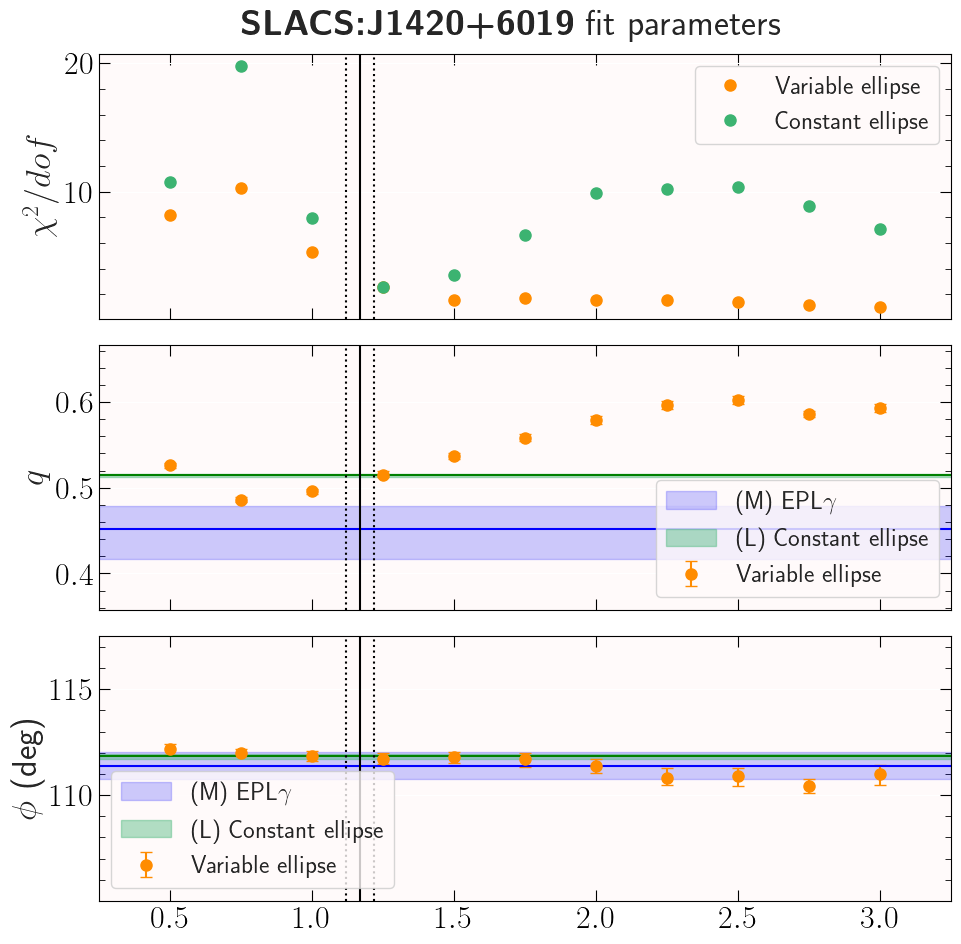 SLACS:J1420+6019 fit parameters
20
10
χ²/dof
Variable ellipse
Constant ellipse
0.6
0.5
0.4
q
(M) EPLγ
(L) Constant ellipse
Variable ellipse
115
110
ϕ (deg)
(M) EPLγ
(L) Constant ellipse
Variable ellipse
0.5 1.0 1.5 2.0 2.5 3.0